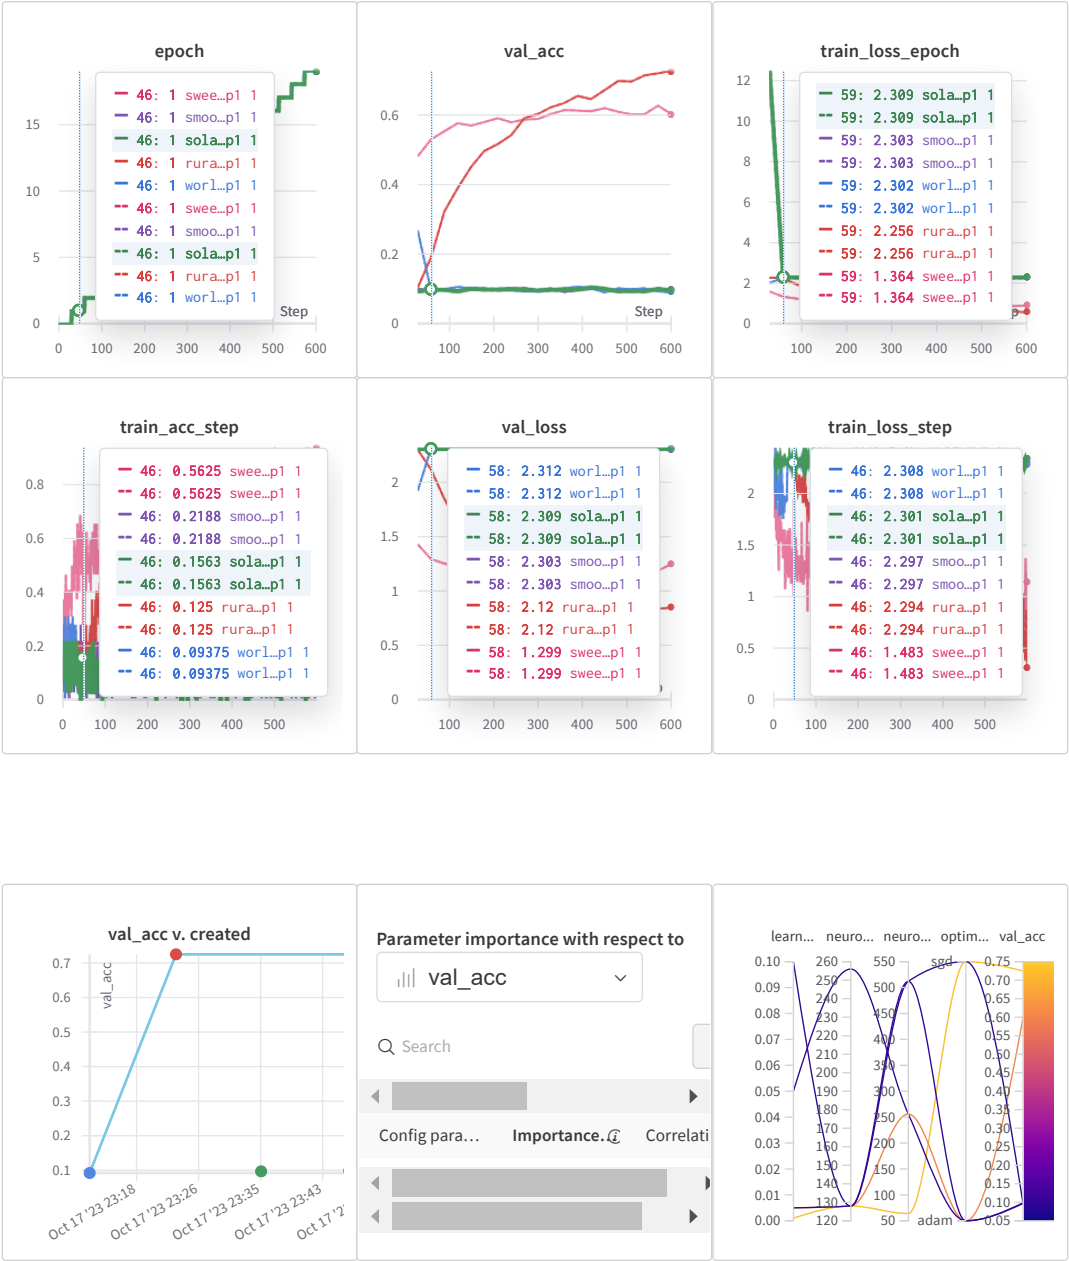 epoch
46: 1 swee…p1 1
46: 1 smoo…p1 1
46: 1 sola…p1 1
46: 1 rura…p1 1
46: 1 worl…p1 1
46: 1 swee…p1 1
46: 1 smoo…p1 1
46: 1 sola…p1 1
46: 1 rura…p1 1
46: 1 worl…p1 1
15
10
5
0
Step
0 100 200 300 400 500 600
val_acc
0.6
0.4
0.2
0
Step
100 200 300 400 500 600
train_loss_epoch
59: 2.309 sola…p1 1
59: 2.309 sola…p1 1
59: 2.303 smoo…p1 1
59: 2.303 smoo…p1 1
59: 2.302 worl…p1 1
59: 2.302 worl…p1 1
59: 2.256 rura…p1 1
59: 2.256 rura…p1 1
59: 1.364 swee…p1 1
59: 1.364 swee…p1 1
12
10
8
6
4
2
0
p
100 200 300 400 500 600
train_acc_step
46: 0.5625 swee…p1 1
46: 0.5625 swee…p1 1
46: 0.2188 smoo…p1 1
46: 0.2188 smoo…p1 1
46: 0.1563 sola…p1 1
46: 0.1563 sola…p1 1
46: 0.125 rura…p1 1
46: 0.125 rura…p1 1
46: 0.09375 worl…p1 1
46: 0.09375 worl…p1 1
0.8
0.6
0.4
0.2
0
0 100 200 300 400 500
val_loss
58: 2.312 worl…p1 1
58: 2.312 worl…p1 1
58: 2.309 sola…p1 1
58: 2.309 sola…p1 1
58: 2.303 smoo…p1 1
58: 2.303 smoo…p1 1
58: 2.12 rura…p1 1
58: 2.12 rura…p1 1
58: 1.299 swee…p1 1
58: 1.299 swee…p1 1
2
1.5
1
0.5
0
100 200 300 400 500 600
train_loss_step
46: 2.308 worl…p1 1
46: 2.308 worl…p1 1
46: 2.301 sola…p1 1
46: 2.301 sola…p1 1
46: 2.297 smoo…p1 1
46: 2.297 smoo…p1 1
46: 2.294 rura…p1 1
46: 2.294 rura…p1 1
46: 1.483 swee…p1 1
46: 1.483 swee…p1 1
2
1.5
1
0.5
0
0 100 200 300 400 500
val_acc v. created
val_acc
0.7
0.6
0.5
0.4
0.3
0.2
0.1
Oct 17 '23 23:18
Oct 17 '23 23:26
Oct 17 '23 23:35
Oct 17 '23 23:43
Oct 17 '2
Parameter importance with respect to
val_acc
Search
Config para… Importance… Correlati
learn… neuro… neuro… optim… val_acc
0.10
0.09
0.08
0.07
0.06
0.05
0.04
0.03
0.02
0.01
0.00
260
250
240
230
220
210
200
190
180
170
160
150
140
130
120
550
500
450
400
350
300
250
200
150
100
50
sgd
adam
0.75
0.70
0.65
0.60
0.55
0.50
0.45
0.40
0.35
0.30
0.25
0.20
0.15
0.10
0.05